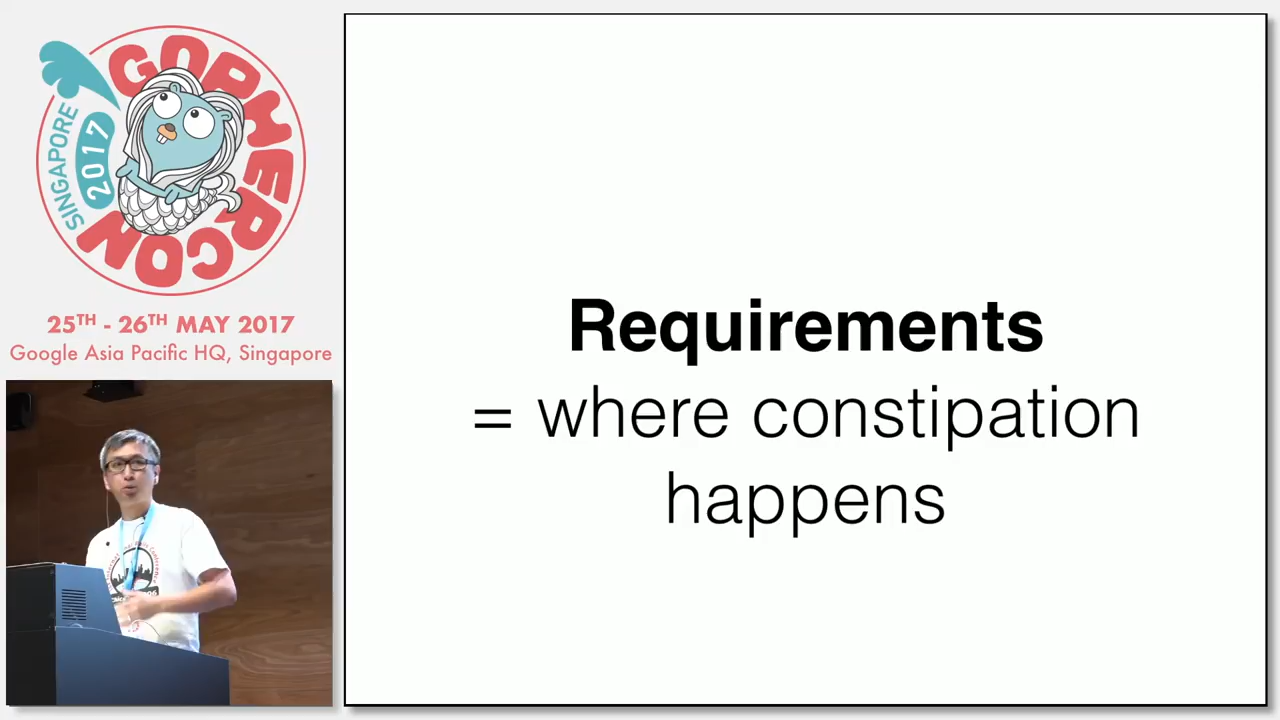 GOPHERCON
SINGAPORE
2017
25TH - 26TH MAY 2017
Google Asia Pacific HQ, Singapore
Requirements
= where constipation
happens